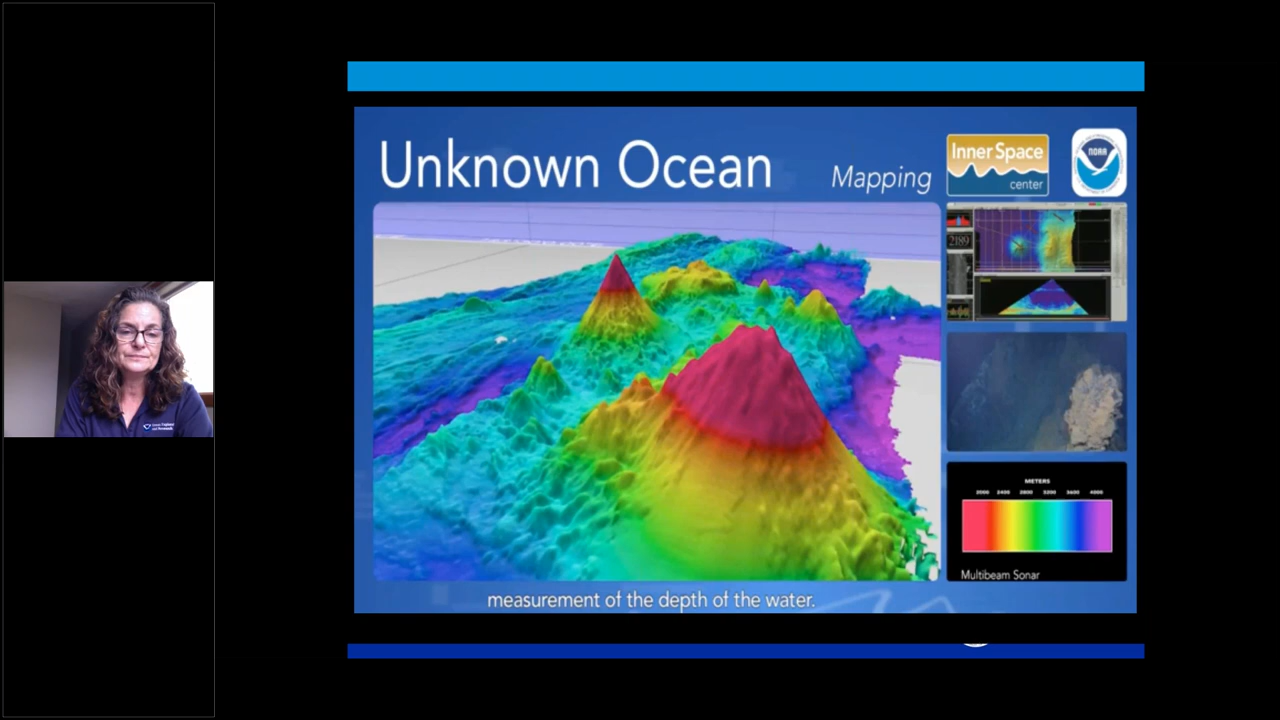 Unknown Ocean
Mapping
Inner Space
center
NOAA
2189
METERS
2000 2400 2800 3200 3600 4000
Multibeam Sonar
measurement of the depth of the water.